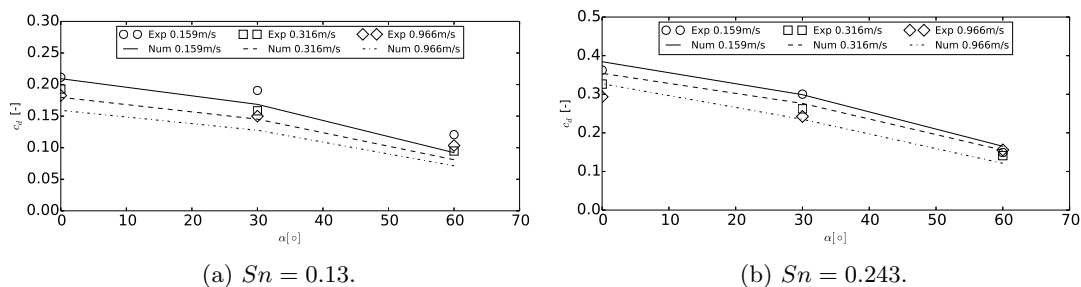 0.30
0.25
0.20
0.15
0.10
0.05
0.00
c_d [-]
Exp 0.159m/s Exp 0.316m/s Exp 0.966m/s
Num 0.159m/s Num 0.316m/s Num 0.966m/s
0 10 20 30 40 50 60 70
α[∘]
(a) Sn = 0.13.
0.5
0.4
0.3
0.2
0.1
0.0
c_d [-]
Exp 0.159m/s Exp 0.316m/s Exp 0.966m/s
Num 0.159m/s Num 0.316m/s Num 0.966m/s
0 10 20 30 40 50 60 70
α[∘]
(b) Sn = 0.243.